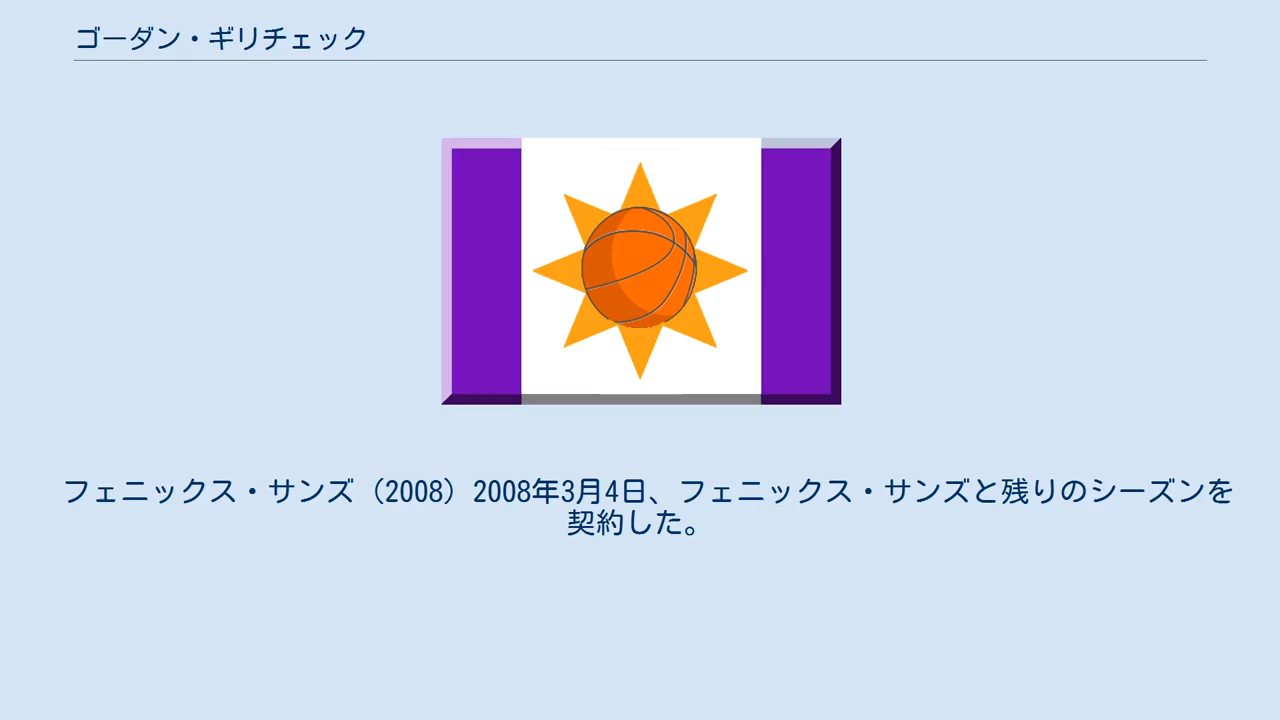 ゴーダン・ギリチェック
フェニックス・サンズ（2008）2008年3月4日、フェニックス・サンズと残りのシーズンを
契約した。